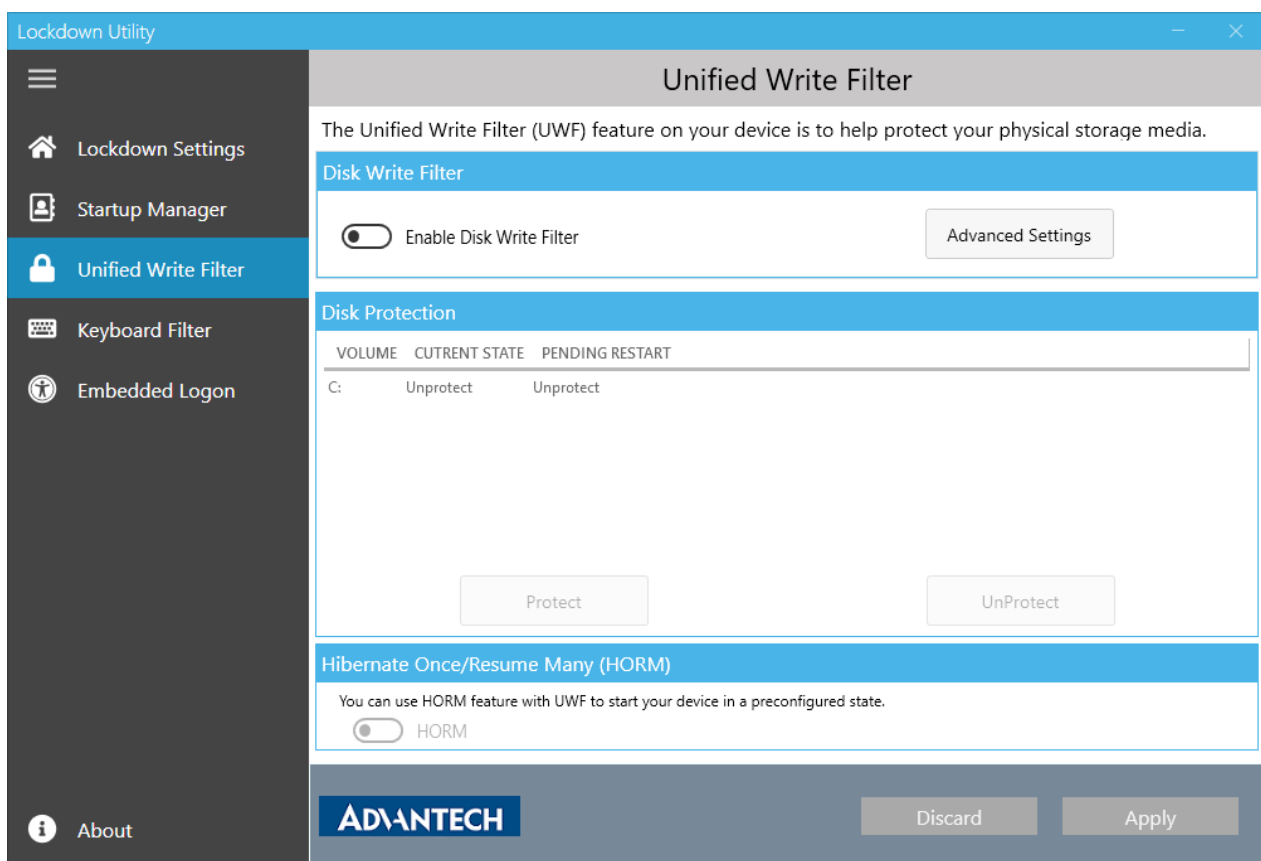 Lockdown Utility
Unified Write Filter
Lockdown Settings
Startup Manager
Unified Write Filter
Keyboard Filter
Embedded Logon
About
The Unified Write Filter (UWF) feature on your device is to help protect your physical storage media.
Disk Write Filter
Enable Disk Write Filter
Advanced Settings
Disk Protection
VOLUME CUTRENT STATE PENDING RESTART
C: Unprotect Unprotect
Protect UnProtect
Hibernate Once/Resume Many (HORM)
You can use HORM feature with UWF to start your device in a preconfigured state.
HORM
ADVANTECH
Discard Apply